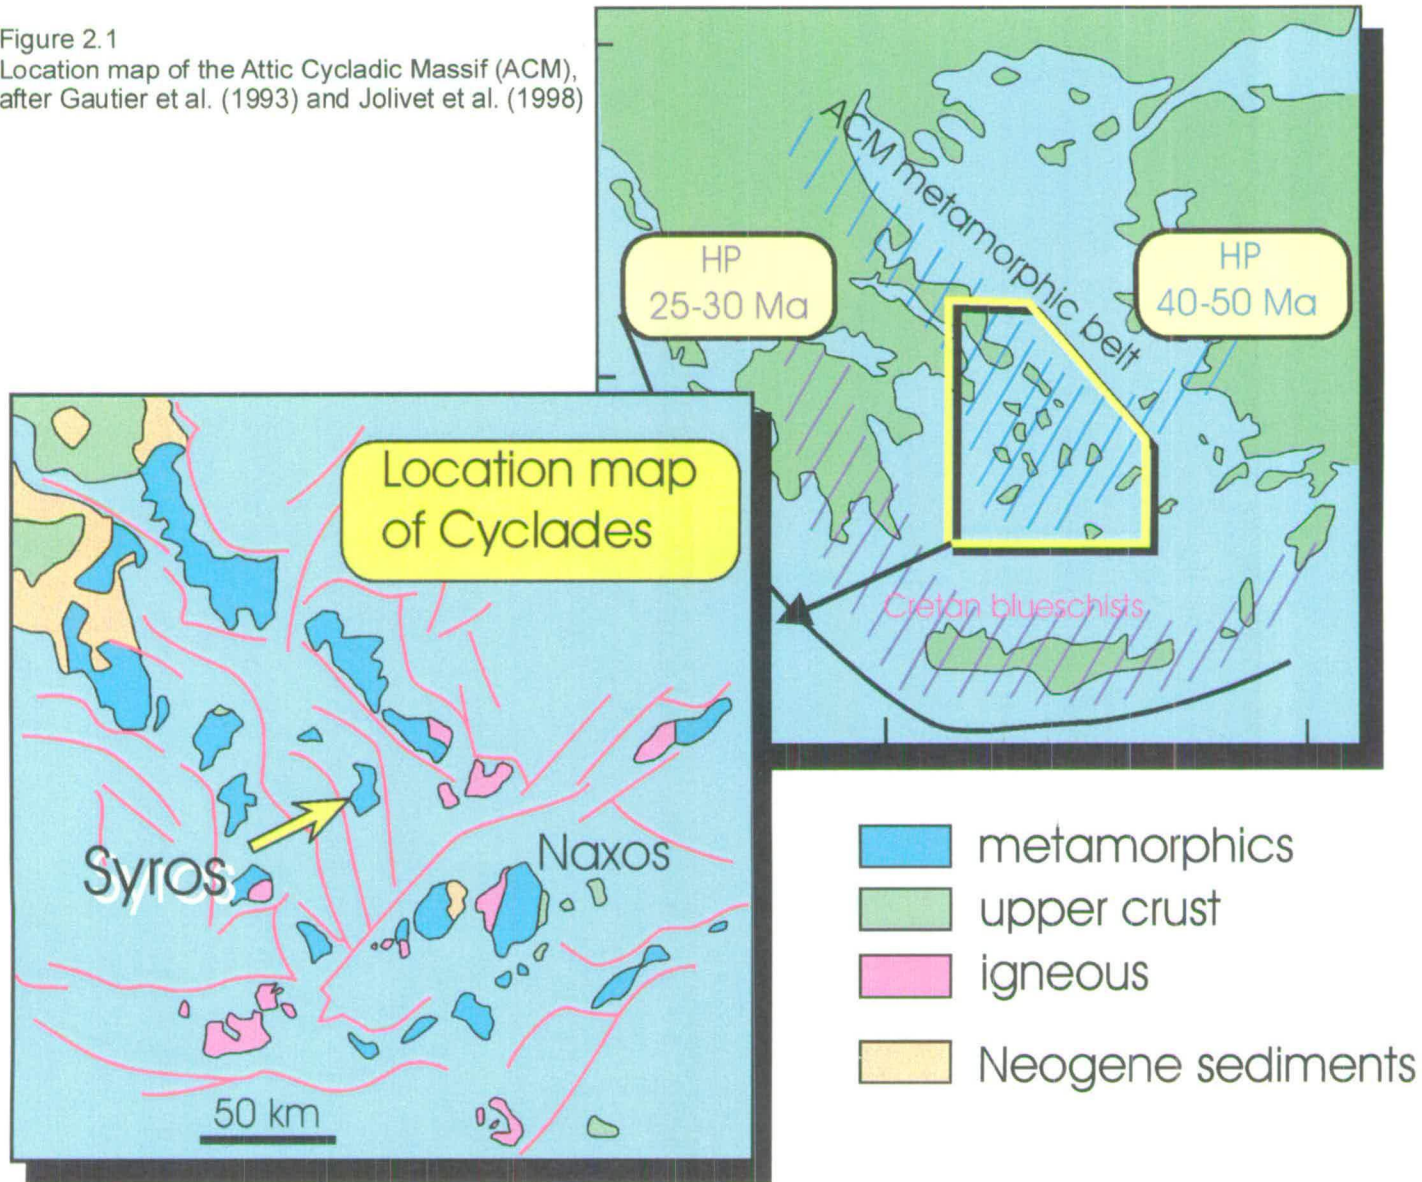 Figure 2.1
Location map of the Attic Cycladic Massif (ACM),
after Gautier et al. (1993) and Jolivet et al. (1998)
ACM metamorphic belt
HP
25-30 Ma
HP
40-50 Ma
Cretan blueschists
Location map
of Cyclades
Syros
Naxos
50 km
metamorphics
upper crust
igneous
Neogene sediments